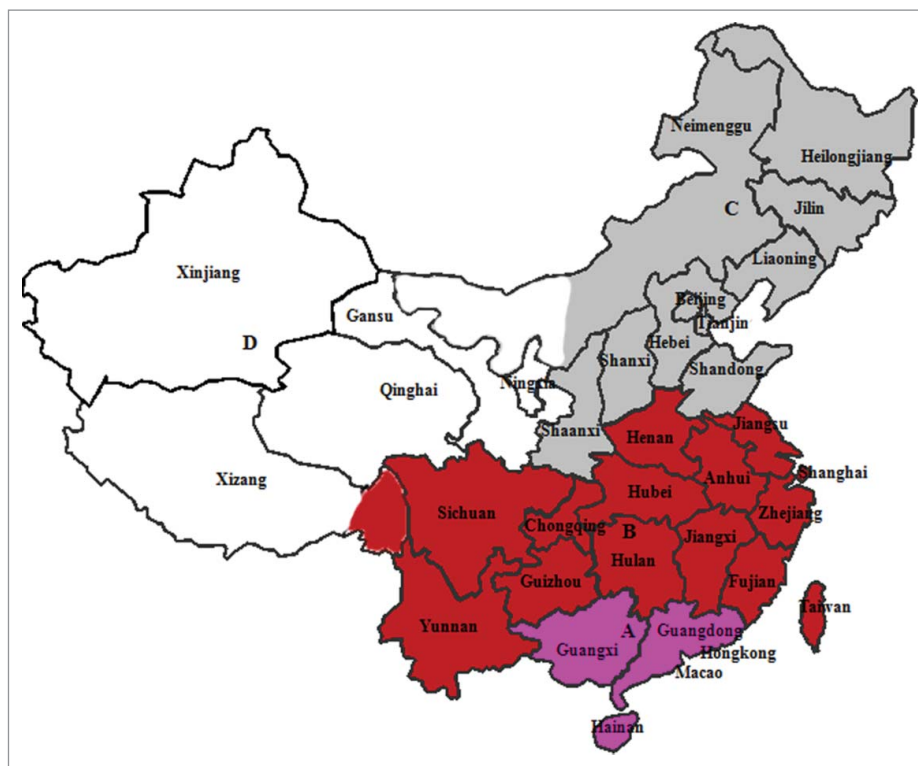 Neimenggu
Heilongjiang
C
Jilin
Liaoning
Xinjiang
Beijing
Gansu
Tianjin
D
Hebei
Shanxi
Shandong
Ningxia
Qinghai
Jiangsu
Shaanxi
Henan
Shanghai
Xizang
Anhui
Hubei
Sichuan
Zhejiang
Chongqing
B
Jiangxi
Hulan
Guizhou
Fujian
Taiwan
Yunnan
A
Guangdong
Guangxi
Hongkong
Macao
Hainan